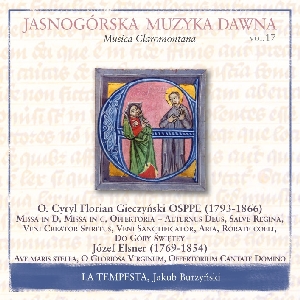 JASNOGÓRSKA MUZYKA DAWNA
Musica Claromontana
VOL. 17
O. Cyryl Florian Gieczyński OSPPE (1793-1866)
MISSA IN D, MISSA IN C, OFFERTORIA – AETERNUS DEUS, SALVE REGINA,
VENI CREATOR SPIRITUS, VENI SANCTIFICATOR, ARIA, RORATE COELI,
DO GÓRY ŚWIĘTEY
Józef Elsner (1769-1854)
AVE MARIS STELLA, O GLORIOSA VIRGINUM, OFFERTORIUM CANTATE DOMINO
LA TEMPESTA, Jakub Burzyński